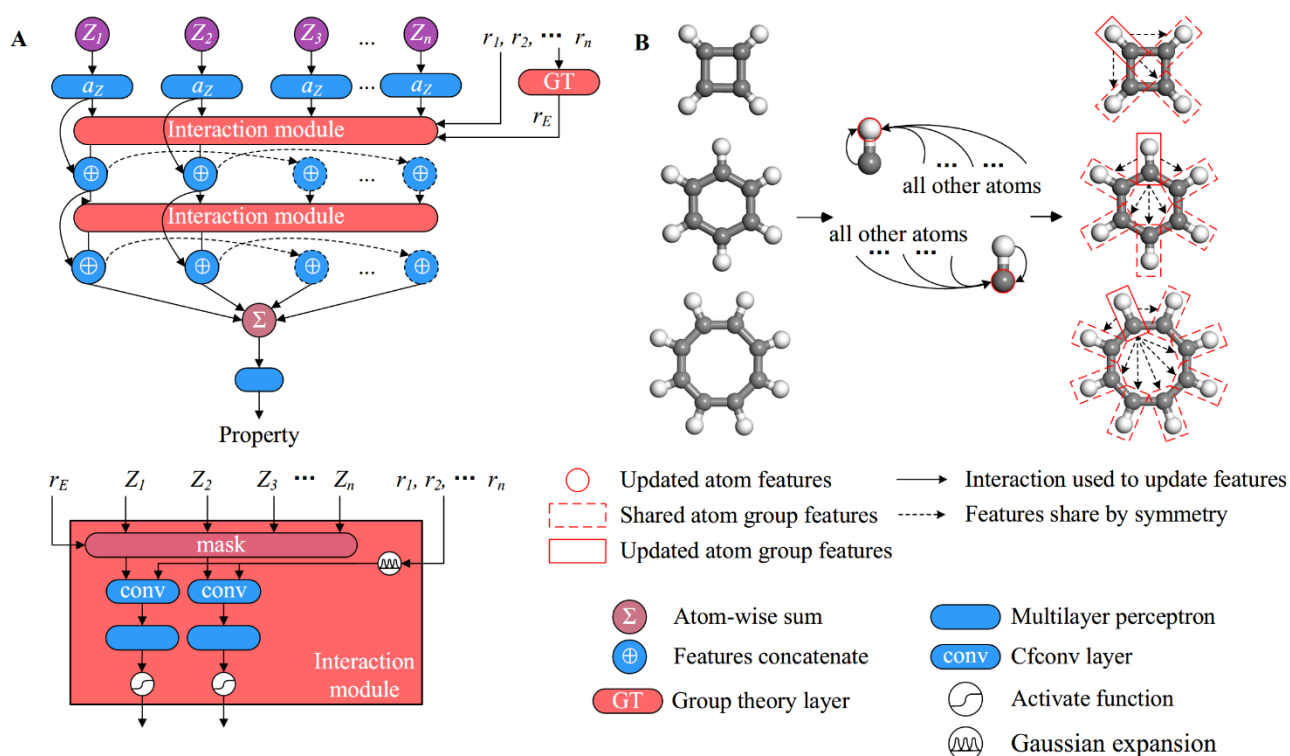 A
Z1 Z2 Z3 ... Zn
r1, r2, ··· rn
aZ aZ aZ ... aZ
GT
rE
Interaction module
⊕ ⊕ ⊕ ... ⊕
Interaction module
⊕ ⊕ ⊕ ... ⊕
Σ
Property
rE Z1 Z2 Z3 ··· Zn r1, r2, ··· rn
mask
conv conv
Interaction
module
B
... ...
all other atoms
all other atoms
... ...
Updated atom features
Interaction used to update features
Shared atom group features
Features share by symmetry
Updated atom group features
Σ Atom-wise sum
Multilayer perceptron
⊕ Features concatenate
conv Cfconv layer
GT Group theory layer
Activate function
Gaussian expansion